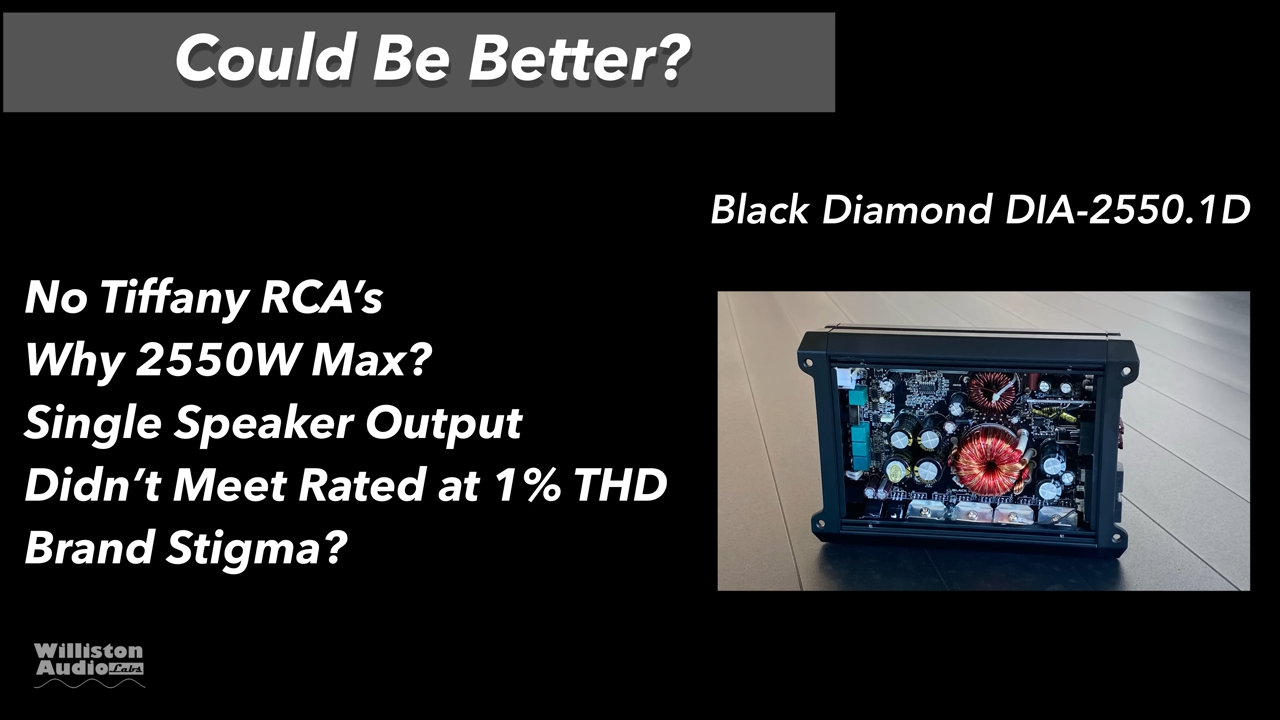 Could Be Better?
Black Diamond DIA-2550.1D
No Tiffany RCA's
Why 2550W Max?
Single Speaker Output
Didn't Meet Rated at 1% THD
Brand Stigma?
Williston
Audio Labs